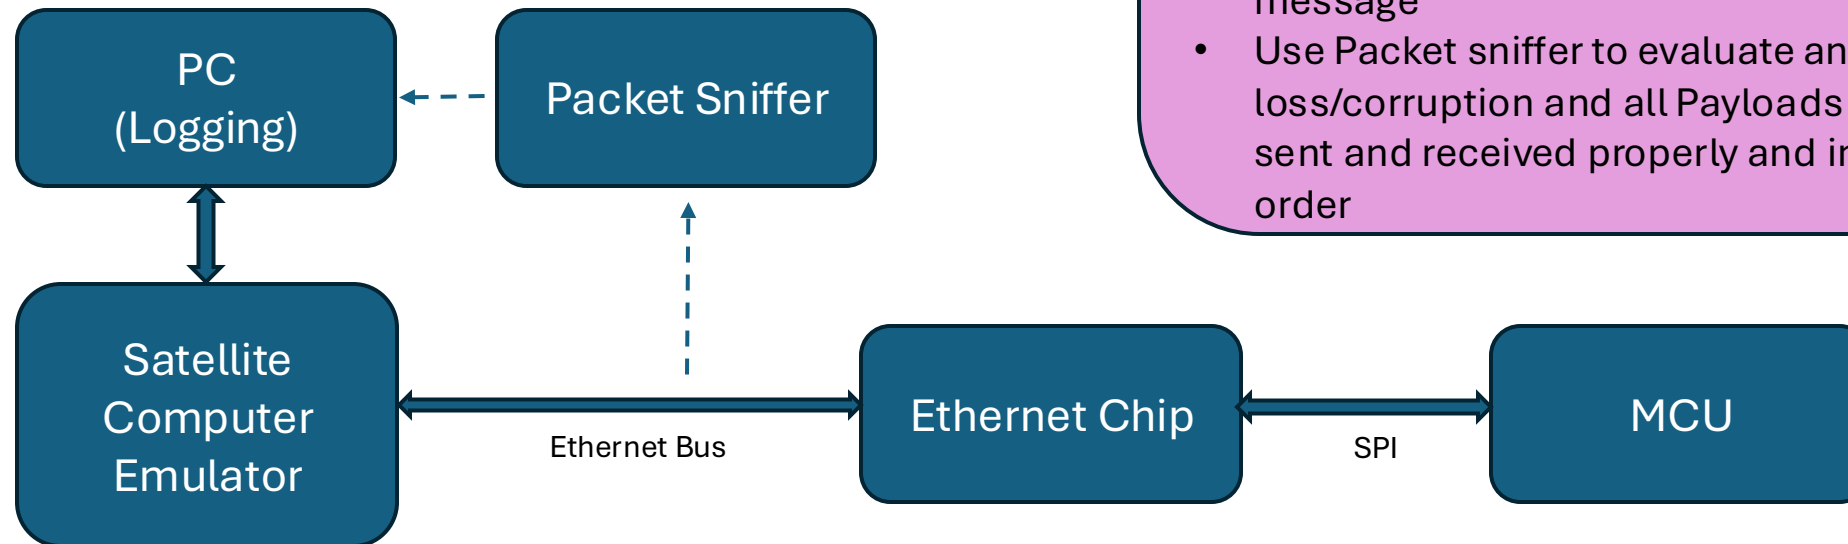 PC
(Logging)
Packet Sniffer
message
• Use Packet sniffer to evaluate an
loss/corruption and all Payloads
sent and received properly and in
order
Satellite
Computer
Emulator
Ethernet Bus
Ethernet Chip
SPI
MCU